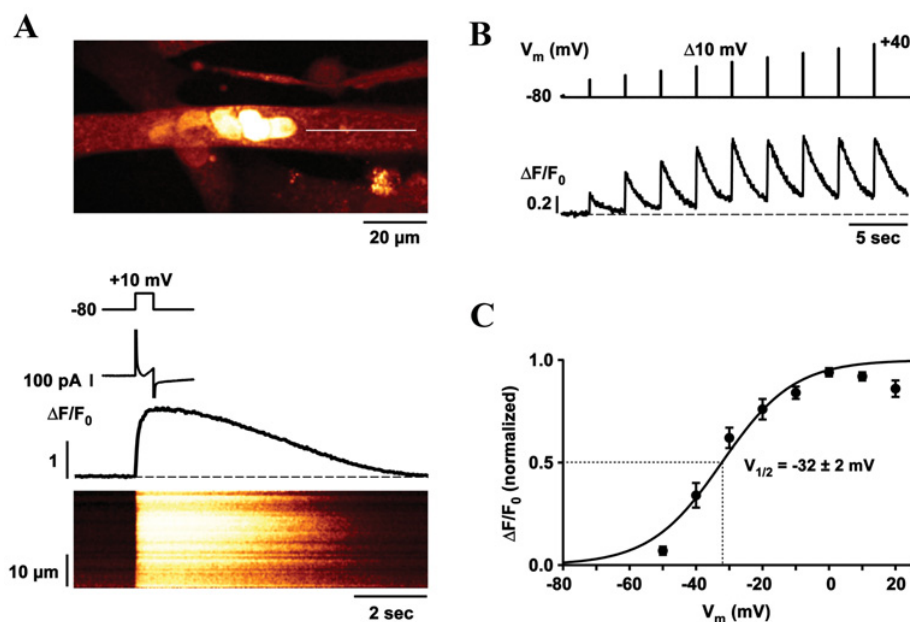 A
20 µm
+10 mV
-80
100 pA
ΔF/F0
1
10 µm
2 sec
B
Vm (mV)
Δ10 mV
+40
-80
ΔF/F0
0.2
5 sec
C
ΔF/F0 (normalized)
1.0
0.5
0.0
V1/2 = -32 ± 2 mV
-80 -60 -40 -20 0 20
Vm (mV)